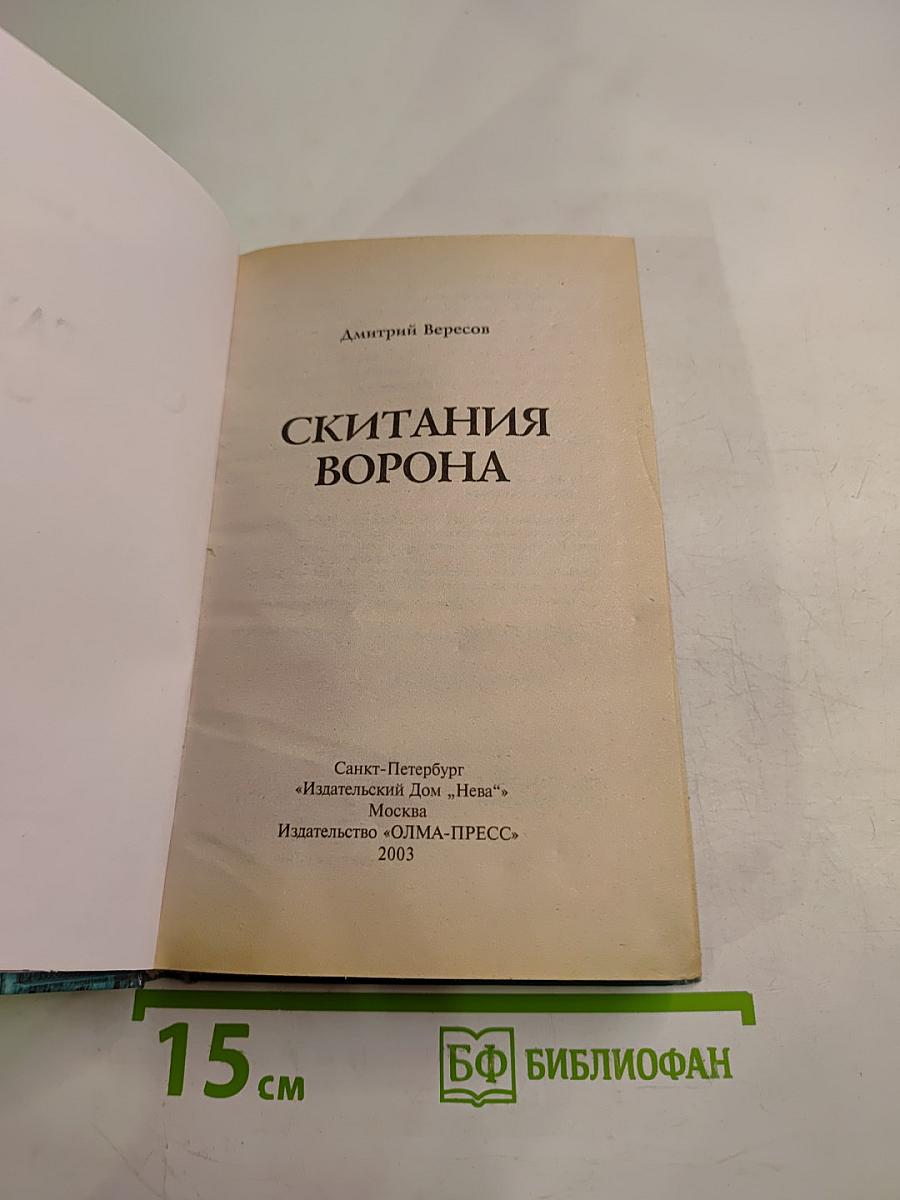 Дмитрий Вересов
СКИТАНИЯ
ВОРОНА
Санкт-Петербург
«Издательский Дом „Нева“»
Москва
Издательство «ОЛМА-ПРЕСС»
2003
15 см
БФ БИБЛИОФАН